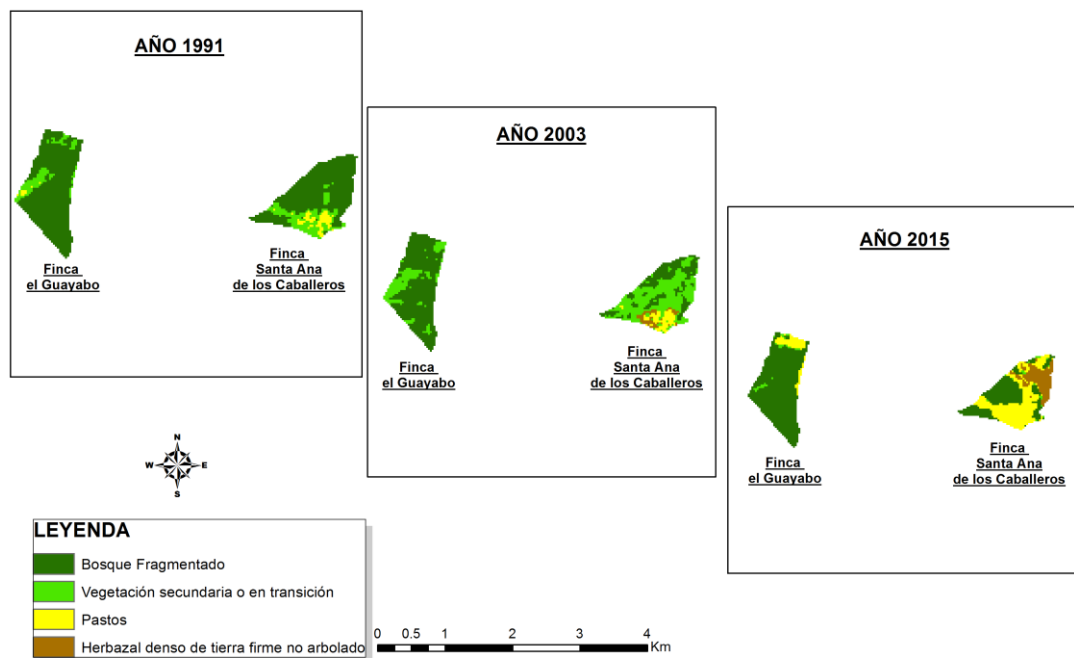 AÑO 1991
Finca
el Guayabo
Finca
Santa Ana
de los Caballeros
AÑO 2003
Finca
el Guayabo
Finca
Santa Ana
de los Caballeros
AÑO 2015
Finca
el Guayabo
Finca
Santa Ana
de los Caballeros
N
W E
S
LEYENDA
Bosque Fragmentado
Vegetación secundaria o en transición
Pastos
Herbazal denso de tierra firme no arbolado
0 0.5 1 2 3 4
Km